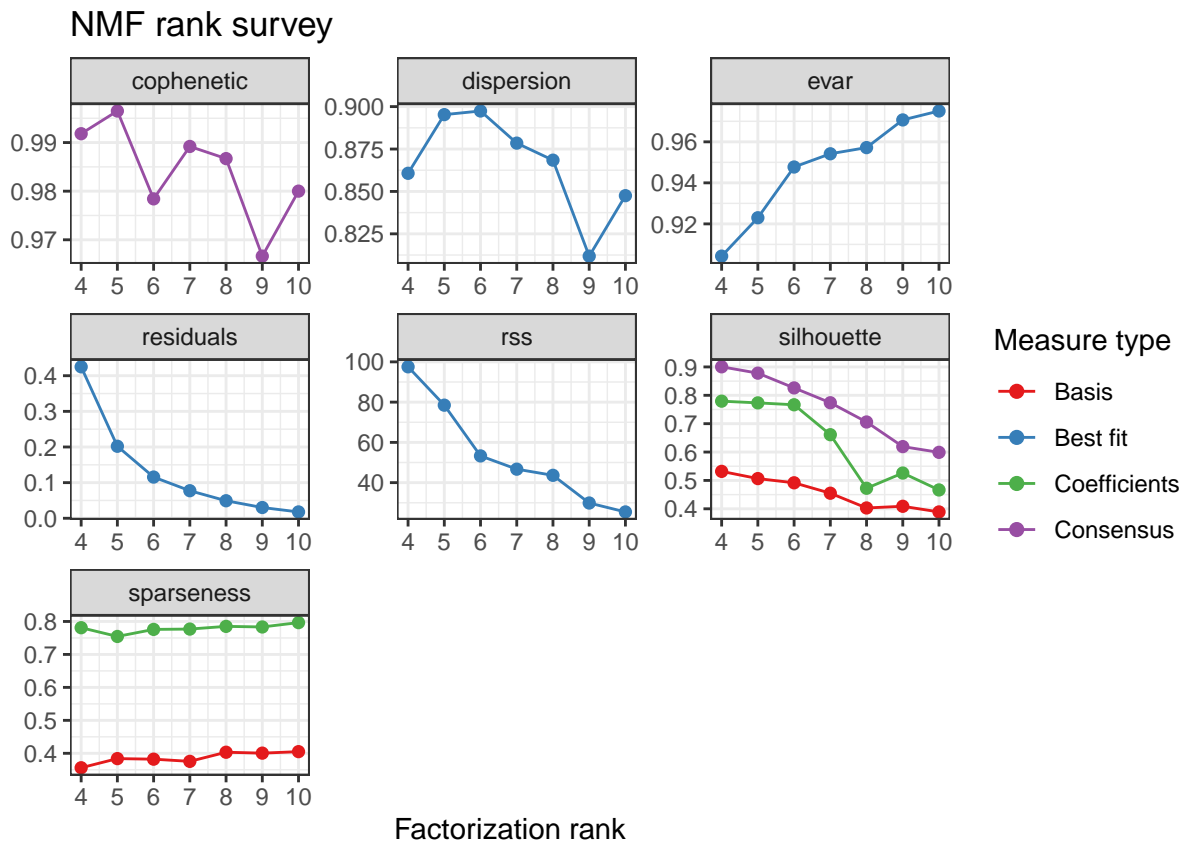 NMF rank survey
cophenetic
dispersion
evar
0.99
0.98
0.97
4 5 6 7 8 9 10
0.900
0.875
0.850
0.825
4 5 6 7 8 9 10
0.96
0.94
0.92
4 5 6 7 8 9 10
residuals
rss
silhouette
0.4
0.3
0.2
0.1
0.0
4 5 6 7 8 9 10
100
80
60
40
4 5 6 7 8 9 10
0.9
0.8
0.7
0.6
0.5
0.4
4 5 6 7 8 9 10
Measure type
Basis
Best fit
Coefficients
Consensus
sparseness
0.8
0.7
0.6
0.5
0.4
4 5 6 7 8 9 10
Factorization rank